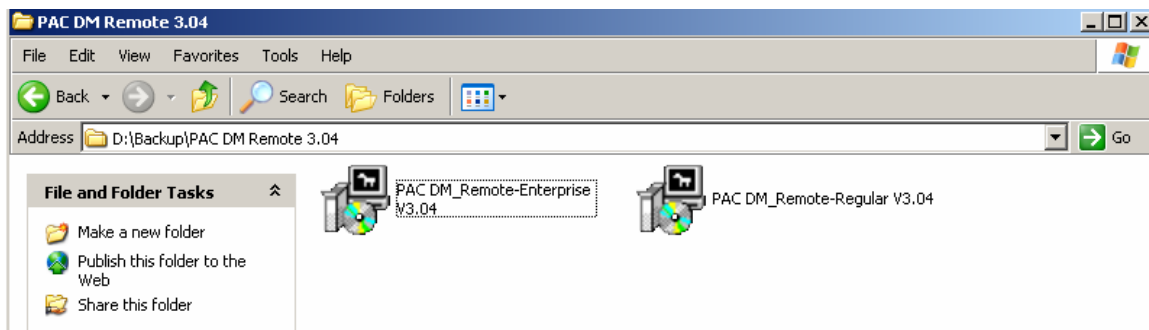 PAC DM Remote 3.04
File Edit View Favorites Tools Help
Back Search Folders
Address D:\Backup\PAC DM Remote 3.04 Go
File and Folder Tasks
Make a new folder
Publish this folder to the
Web
Share this folder
PAC DM_Remote-Enterprise
V3.04
PAC DM_Remote-Regular V3.04